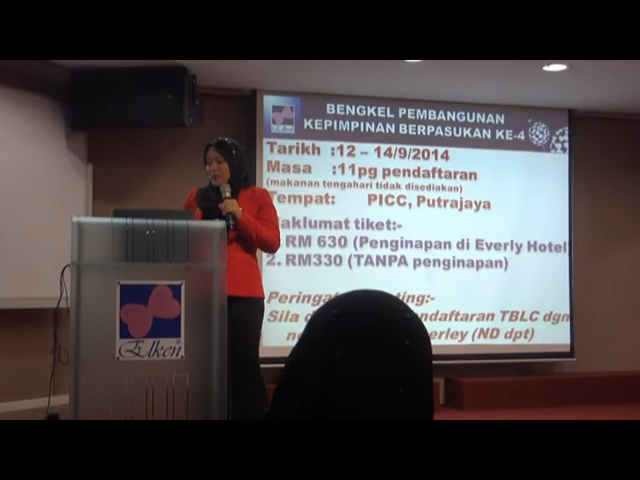 BENGKEL PEMBANGUNAN
KEPIMPINAN BERPASUKAN KE-4
Tarikh :12 – 14/9/2014
Masa :11pg pendaftaran
(makanan tengahari tidak disediakan)
Tempat: PICC, Putrajaya
aklumat tiket:-
RM 630 (Penginapan di Everly Hotel)
2. RM330 (TANPA penginapan)
Peringat ting:-
Sila d ndaftaran TBLC dgn
erley (ND dpt)
Elken